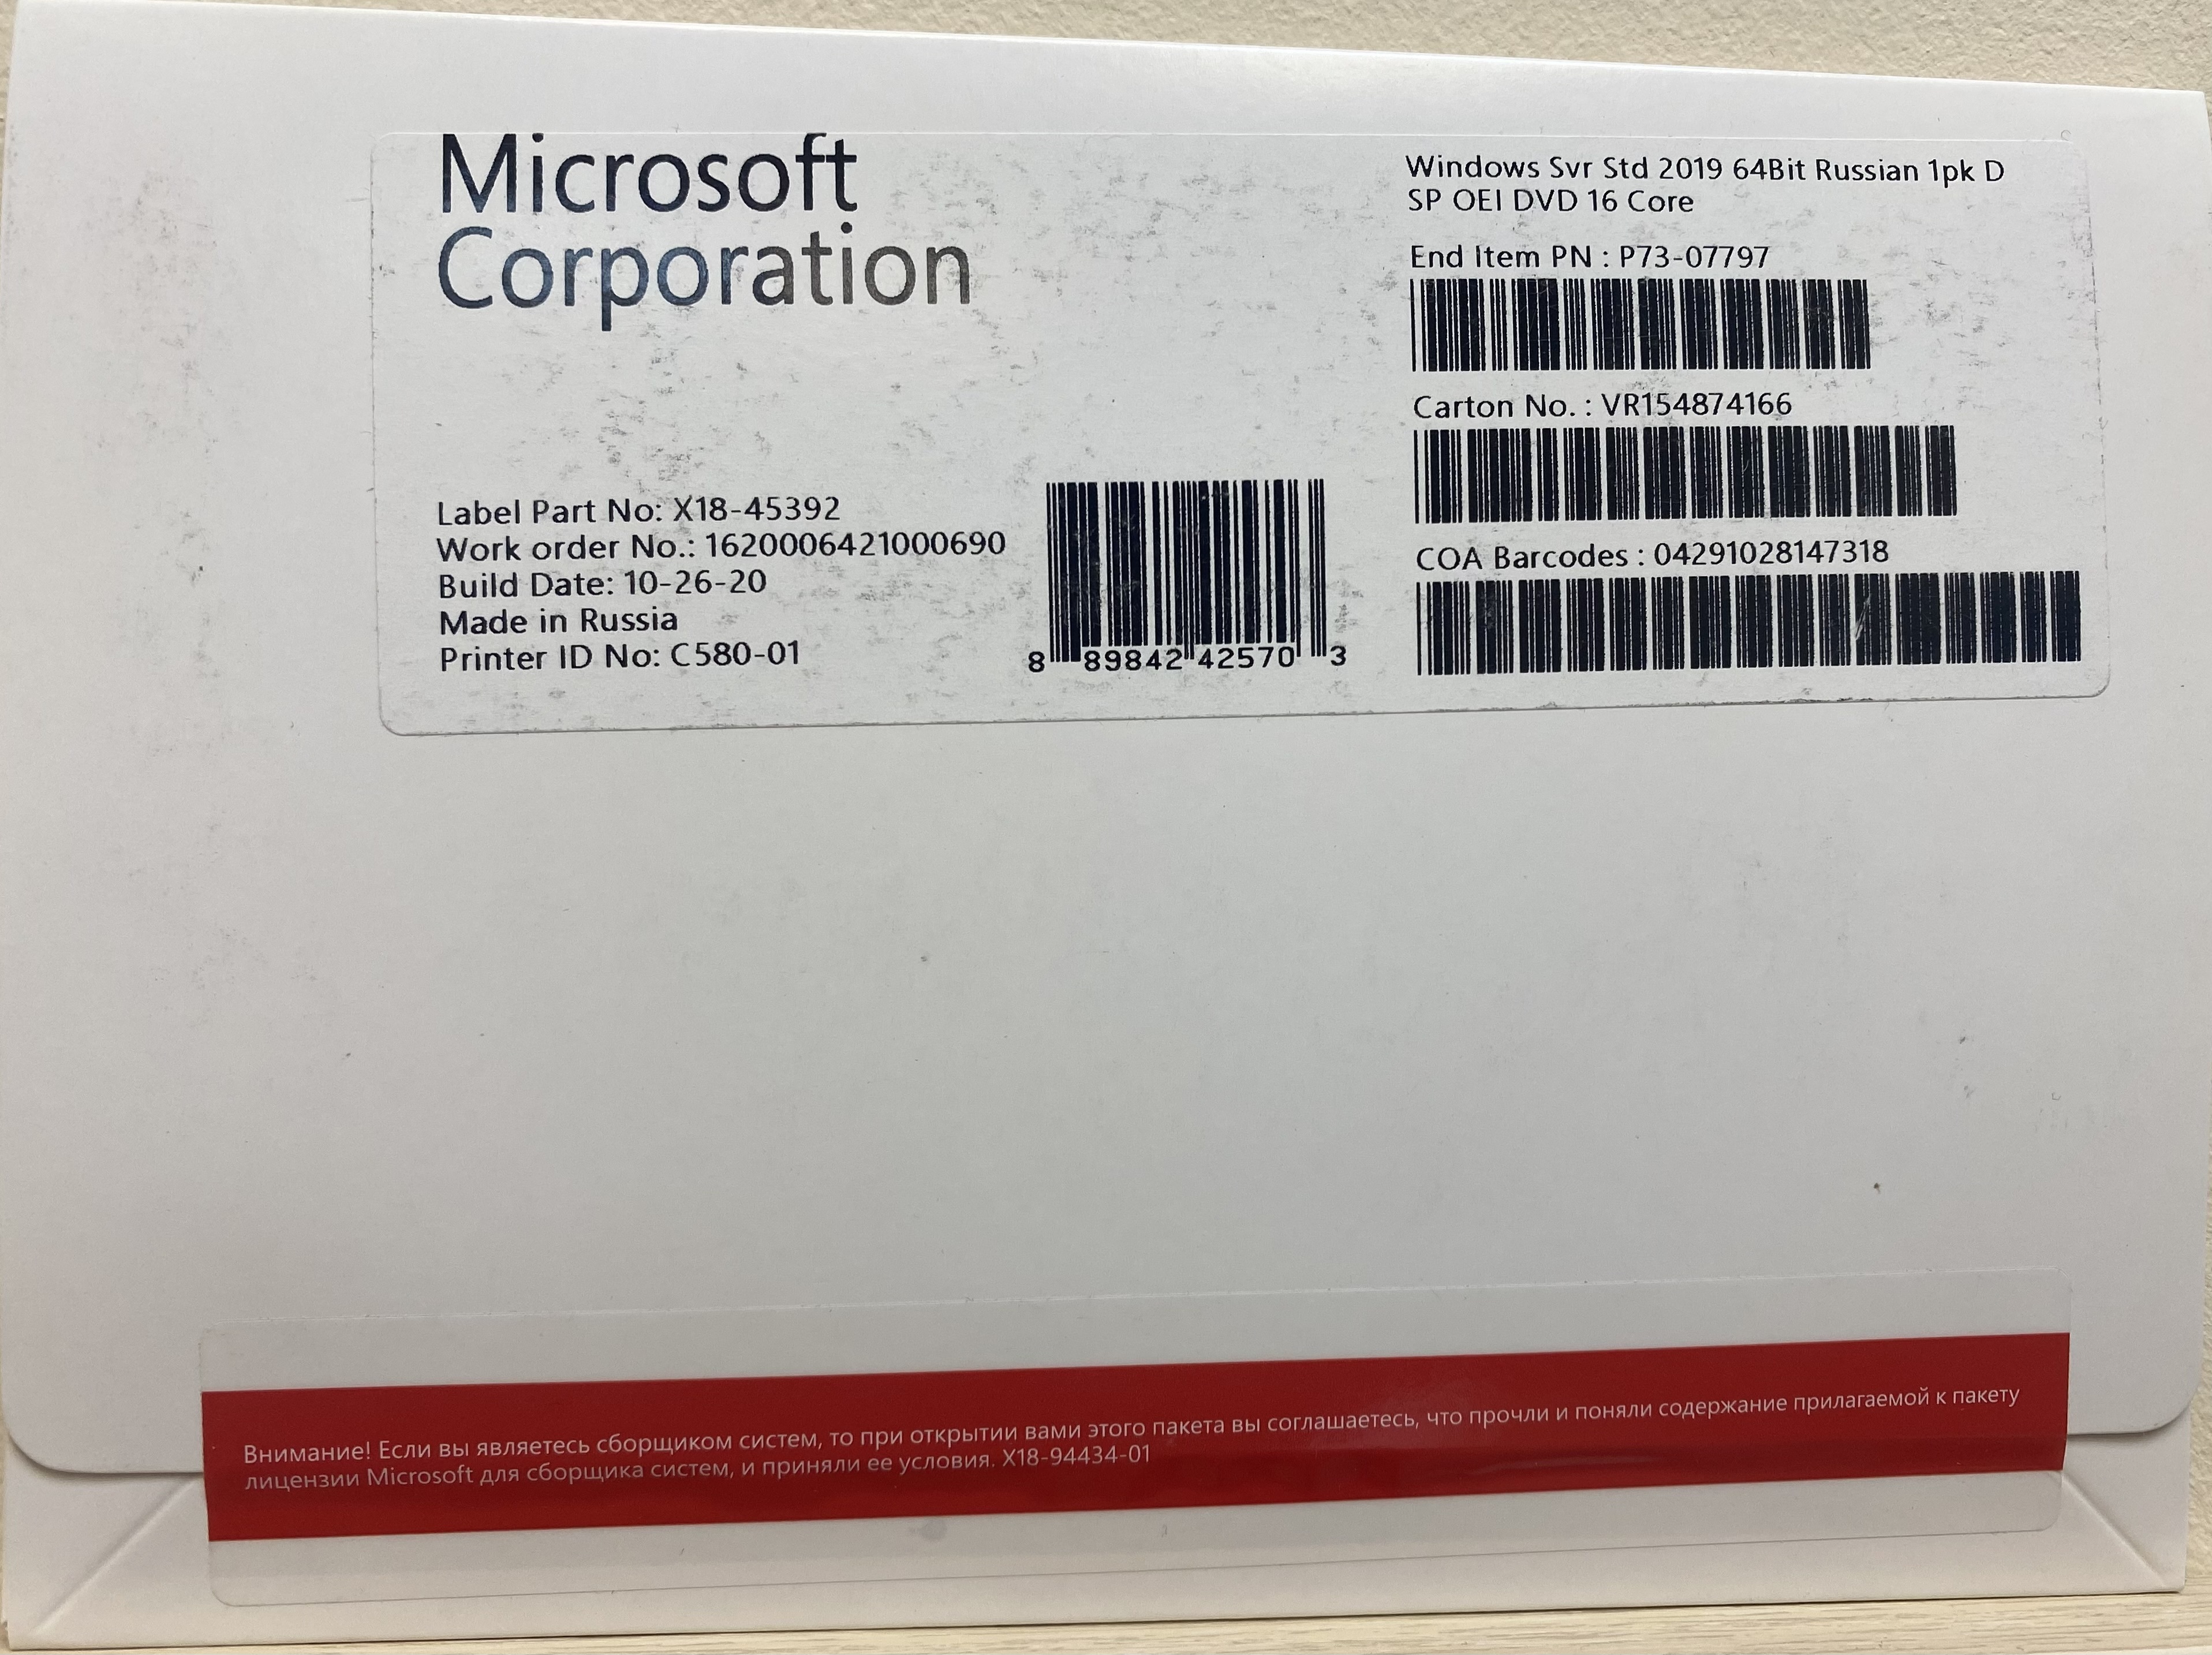 Microsoft
Corporation
Label Part No: X18-45392
Work order No.: 1620006421000690
Build Date: 10-26-20
Made in Russia
Printer ID No: C580-01
8 89842 42570 3
Windows Svr Std 2019 64Bit Russian 1pk D
SP OEI DVD 16 Core
End Item PN : P73-07797
Carton No. : VR154874166
COA Barcodes : 04291028147318
Внимание! Если вы являетесь сборщиком систем, то при открытии вами этого пакета вы соглашаетесь, что прочли и поняли содержание прилагаемой к пакету
лицензии Microsoft для сборщика систем, и приняли ее условия. X18-94434-01